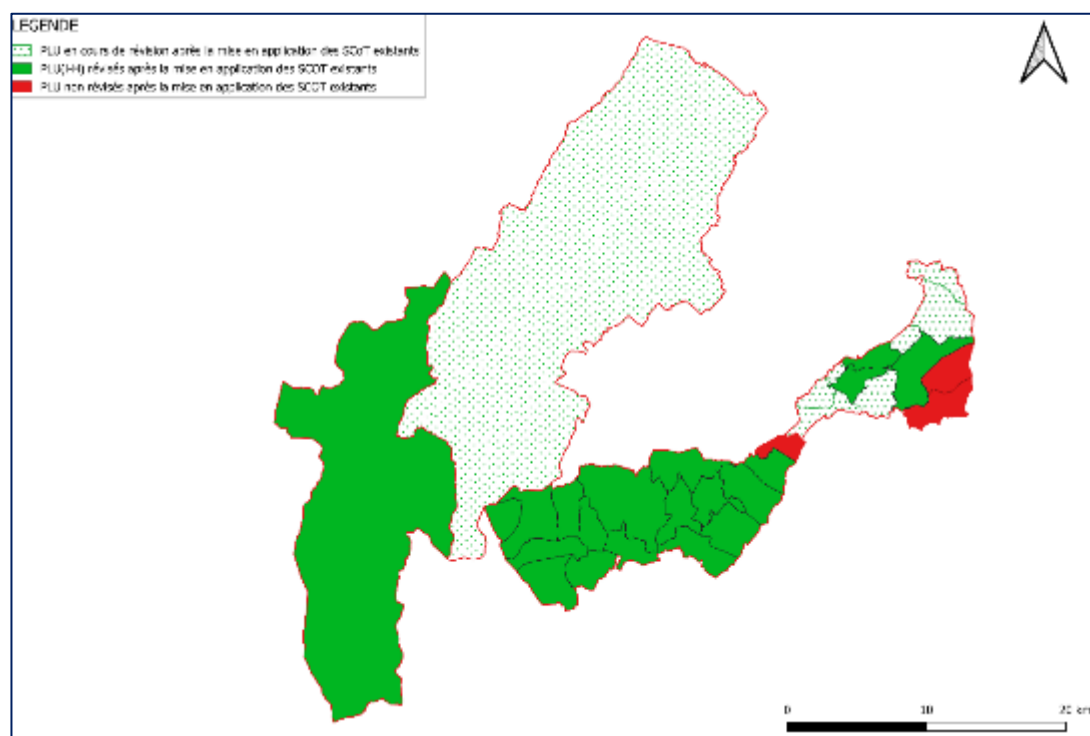 LEGENDE
PLU en cours de révision après la mise en application des SCoT existants
PLU(HH) révisés après la mise en application des SCOT existants
PLU non révisés après la mise en application des SCOT existants
0 10 20 km